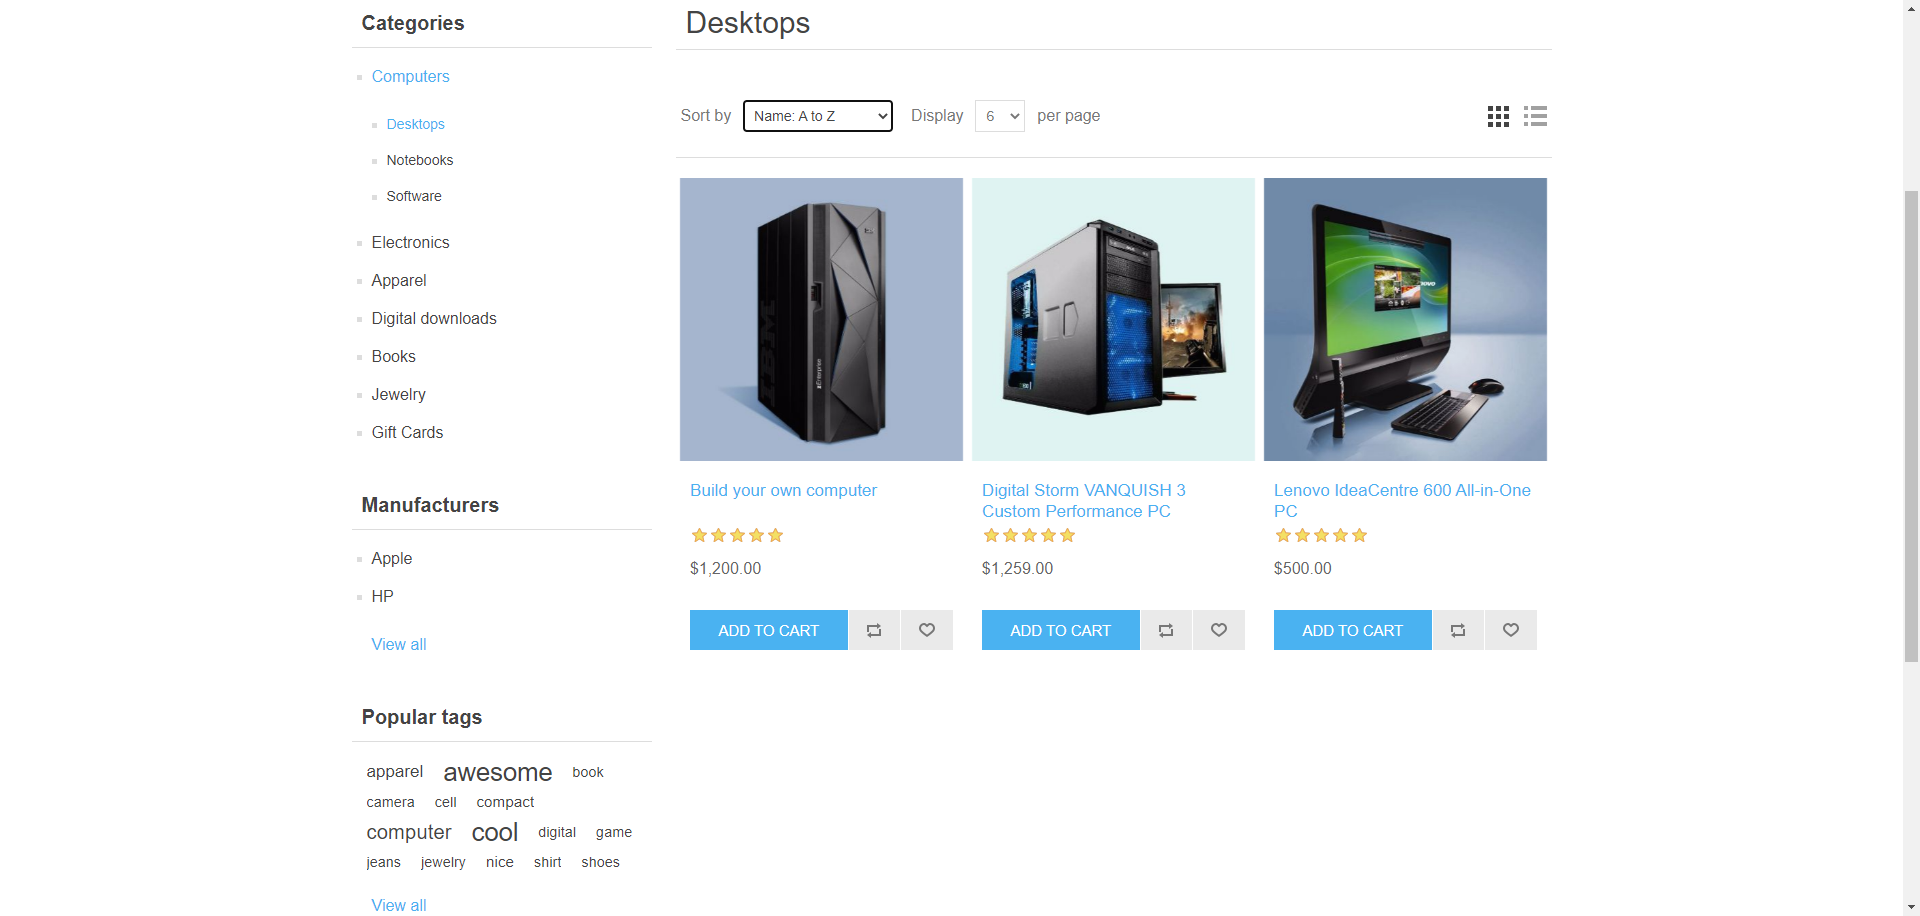 Categories
Computers
Desktops
Notebooks
Software
Electronics
Apparel
Digital downloads
Books
Jewelry
Gift Cards
Manufacturers
Apple
HP
View all
Popular tags
apparel awesome book
camera cell compact
computer cool digital game
jeans jewelry nice shirt shoes
View all
Desktops
Sort by Name: A to Z Display 6 per page
IBM
zEnterprise
Build your own computer
$1,200.00
ADD TO CART
Digital Storm VANQUISH 3
Custom Performance PC
$1,259.00
ADD TO CART
Lenovo IdeaCentre 600 All-in-One
PC
$500.00
ADD TO CART